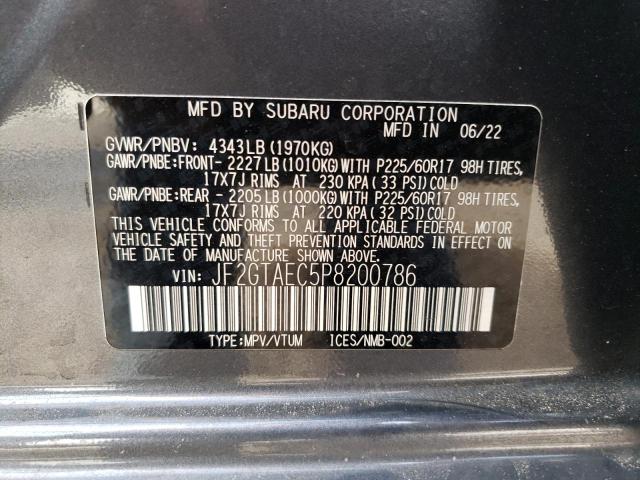 MFD BY SUBARU CORPORATION
MFD IN 06/22
GVWR/PNBV: 4343LB (1970KG)
GAWR/PNBE:FRONT- 2227LB(1010KG)WITH P225/60R17 98H TIRES,
17X7J RIMS AT 230 KPA ( 33 PSI) COLD
GAWR/PNBE:REAR - 2205LB(1000KG)WITH P225/60R17 98H TIRES,
17X7J RIMS AT 220 KPA ( 32 PSI) COLD
THIS VEHICLE CONFORMS TO ALL APPLICABLE FEDERAL MOTOR
VEHICLE SAFETY AND THEFT PREVENTION STANDARDS IN EFFECT ON
THE DATE OF MANUFACTURE SHOWN ABOVE.
VIN: JF2GTAEC5P8200786
TYPE:MPV/VTUM ICES/NMB-002